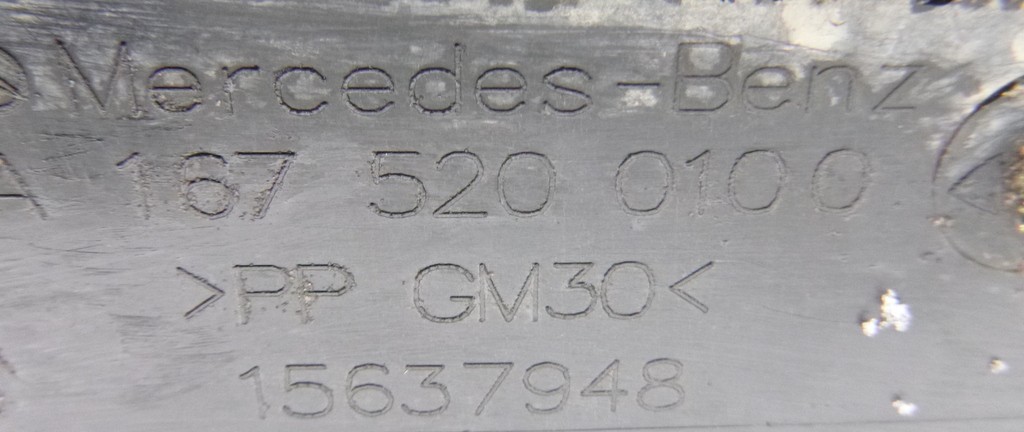 Mercedes-Benz
A 167 520 0100
>PP GM30<
15637948